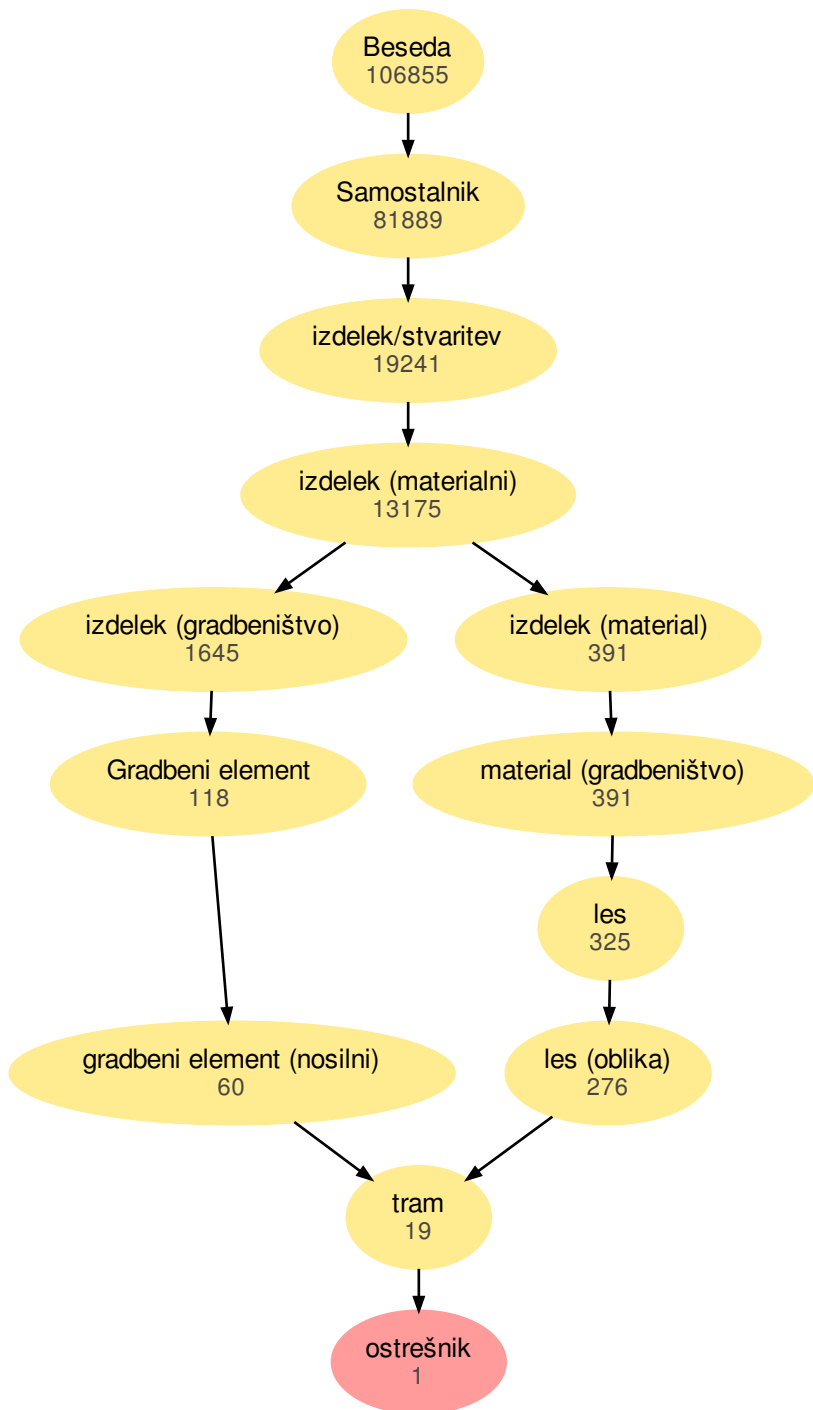 Beseda
106855
Samostalnik
81889
izdelek/stvaritev
19241
izdelek (materialni)
13175
izdelek (gradbeništvo)
1645
izdelek (material)
391
Gradbeni element
118
material (gradbeništvo)
391
les
325
gradbeni element (nosilni)
60
les (oblika)
276
tram
19
ostrešnik
1